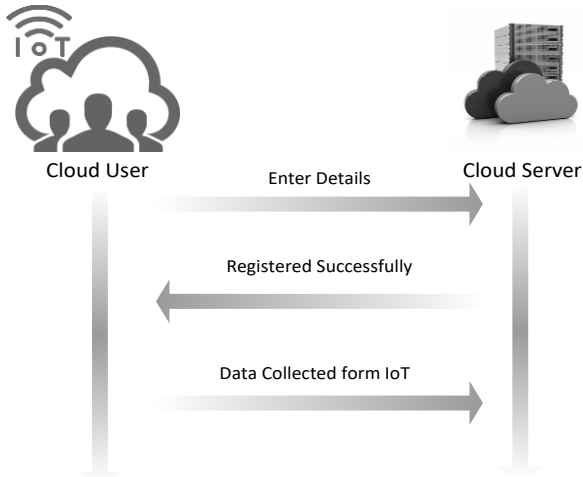 IoT
Cloud User
Cloud Server
Enter Details
Registered Successfully
Data Collected form IoT